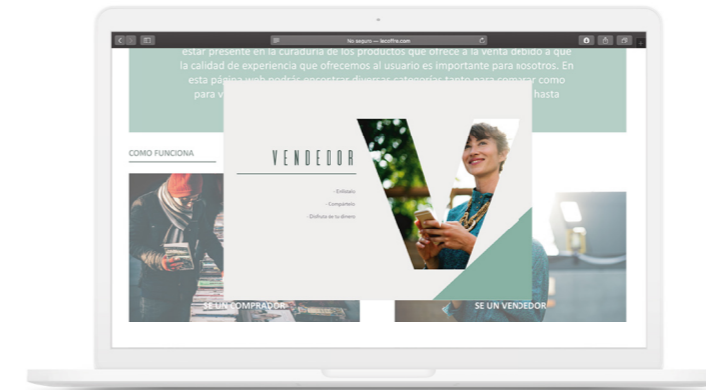 No seguro — lecoffre.com
estar presente en la curaduría de los productos que ofrece a la venta debido a que
la calidad de experiencia que ofrecemos al usuario es importante para nosotros. En
esta página web podrás encontrar diversas categorías tanto para comprar como
para v
hasta
COMO FUNCIONA
VENDEDOR
- Enlístalo
- Compártelo
- Disfruta de tu dinero
SE UN COMPRADOR
SE UN VENDEDOR